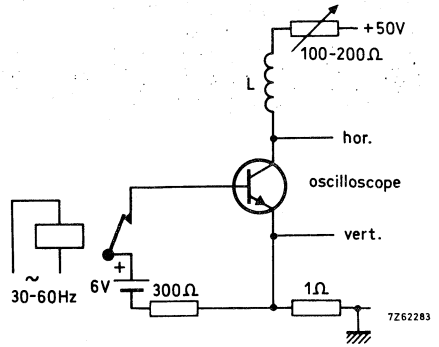 +50V
100-200Ω
L
hor.
oscilloscope
vert.
~
30-60Hz
+
6V
300Ω
1Ω
7Z62283